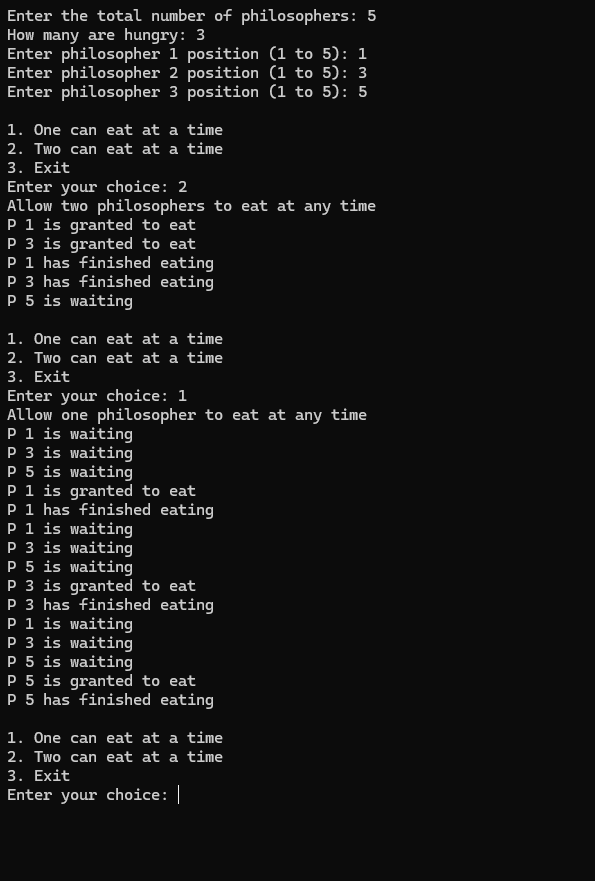 Enter the total number of philosophers: 5
How many are hungry: 3
Enter philosopher 1 position (1 to 5): 1
Enter philosopher 2 position (1 to 5): 3
Enter philosopher 3 position (1 to 5): 5

1. One can eat at a time
2. Two can eat at a time
3. Exit
Enter your choice: 2
Allow two philosophers to eat at any time
P 1 is granted to eat
P 3 is granted to eat
P 1 has finished eating
P 3 has finished eating
P 5 is waiting

1. One can eat at a time
2. Two can eat at a time
3. Exit
Enter your choice: 1
Allow one philosopher to eat at any time
P 1 is waiting
P 3 is waiting
P 5 is waiting
P 1 is granted to eat
P 1 has finished eating
P 1 is waiting
P 3 is waiting
P 5 is waiting
P 3 is granted to eat
P 3 has finished eating
P 1 is waiting
P 3 is waiting
P 5 is waiting
P 5 is granted to eat
P 5 has finished eating

1. One can eat at a time
2. Two can eat at a time
3. Exit
Enter your choice: